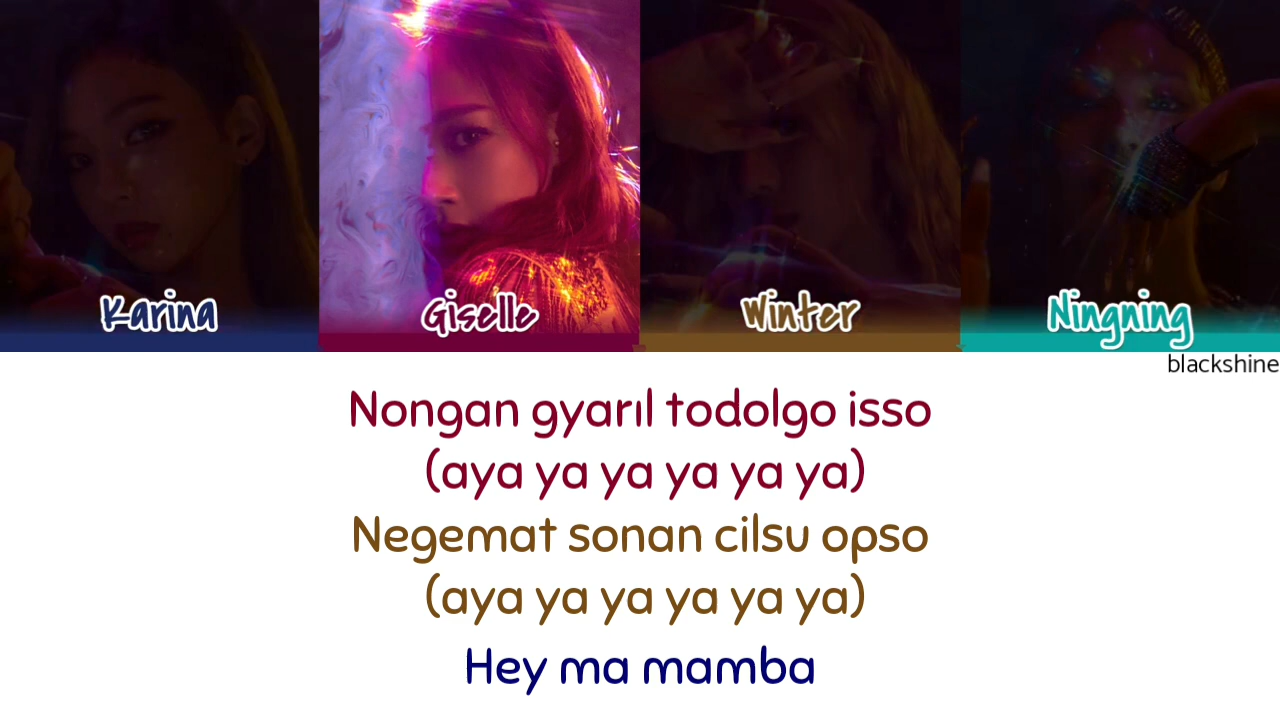 Karina
Giselle
Winter
Ningning
blackshine
Nongan gyarıl todolgo isso
(aya ya ya ya ya ya)
Negemat sonan cilsu opso
(aya ya ya ya ya ya)
Hey ma mamba